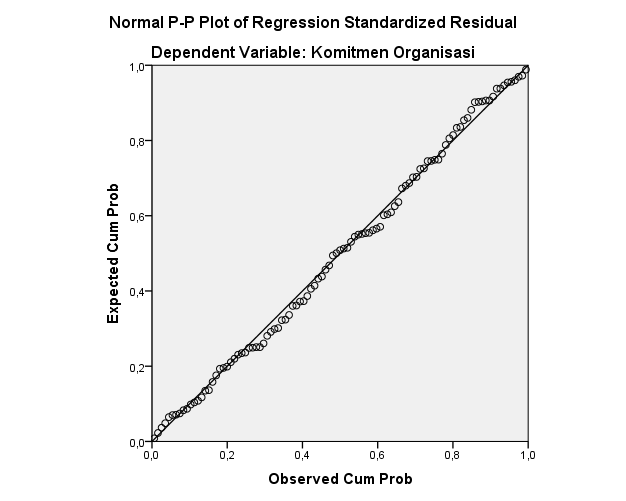 Normal P-P Plot of Regression Standardized Residual
Dependent Variable: Komitmen Organisasi
Expected Cum Prob
1,0
0,8
0,6
0,4
0,2
0,0
0,0 0,2 0,4 0,6 0,8 1,0
Observed Cum Prob